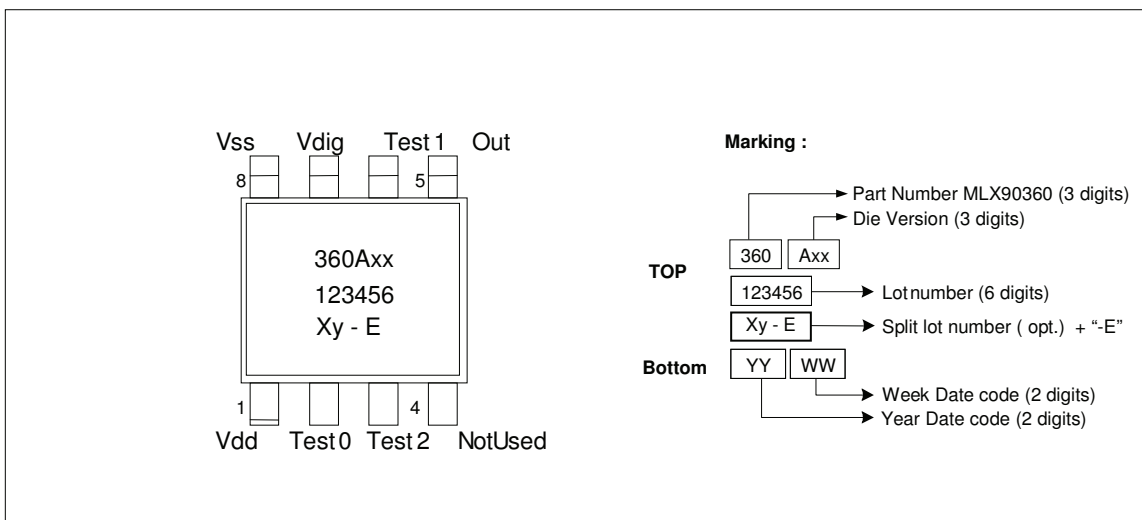 Vss Vdig Test 1 Out
8 5
360Axx
123456
Xy - E
1 4
Vdd Test 0 Test 2 NotUsed
Marking :
Part Number MLX90360 (3 digits)
Die Version (3 digits)
TOP
360 Axx
123456 Lot number (6 digits)
Xy - E Split lot number ( opt.) + “-E”
Bottom YY WW
Week Date code (2 digits)
Year Date code (2 digits)